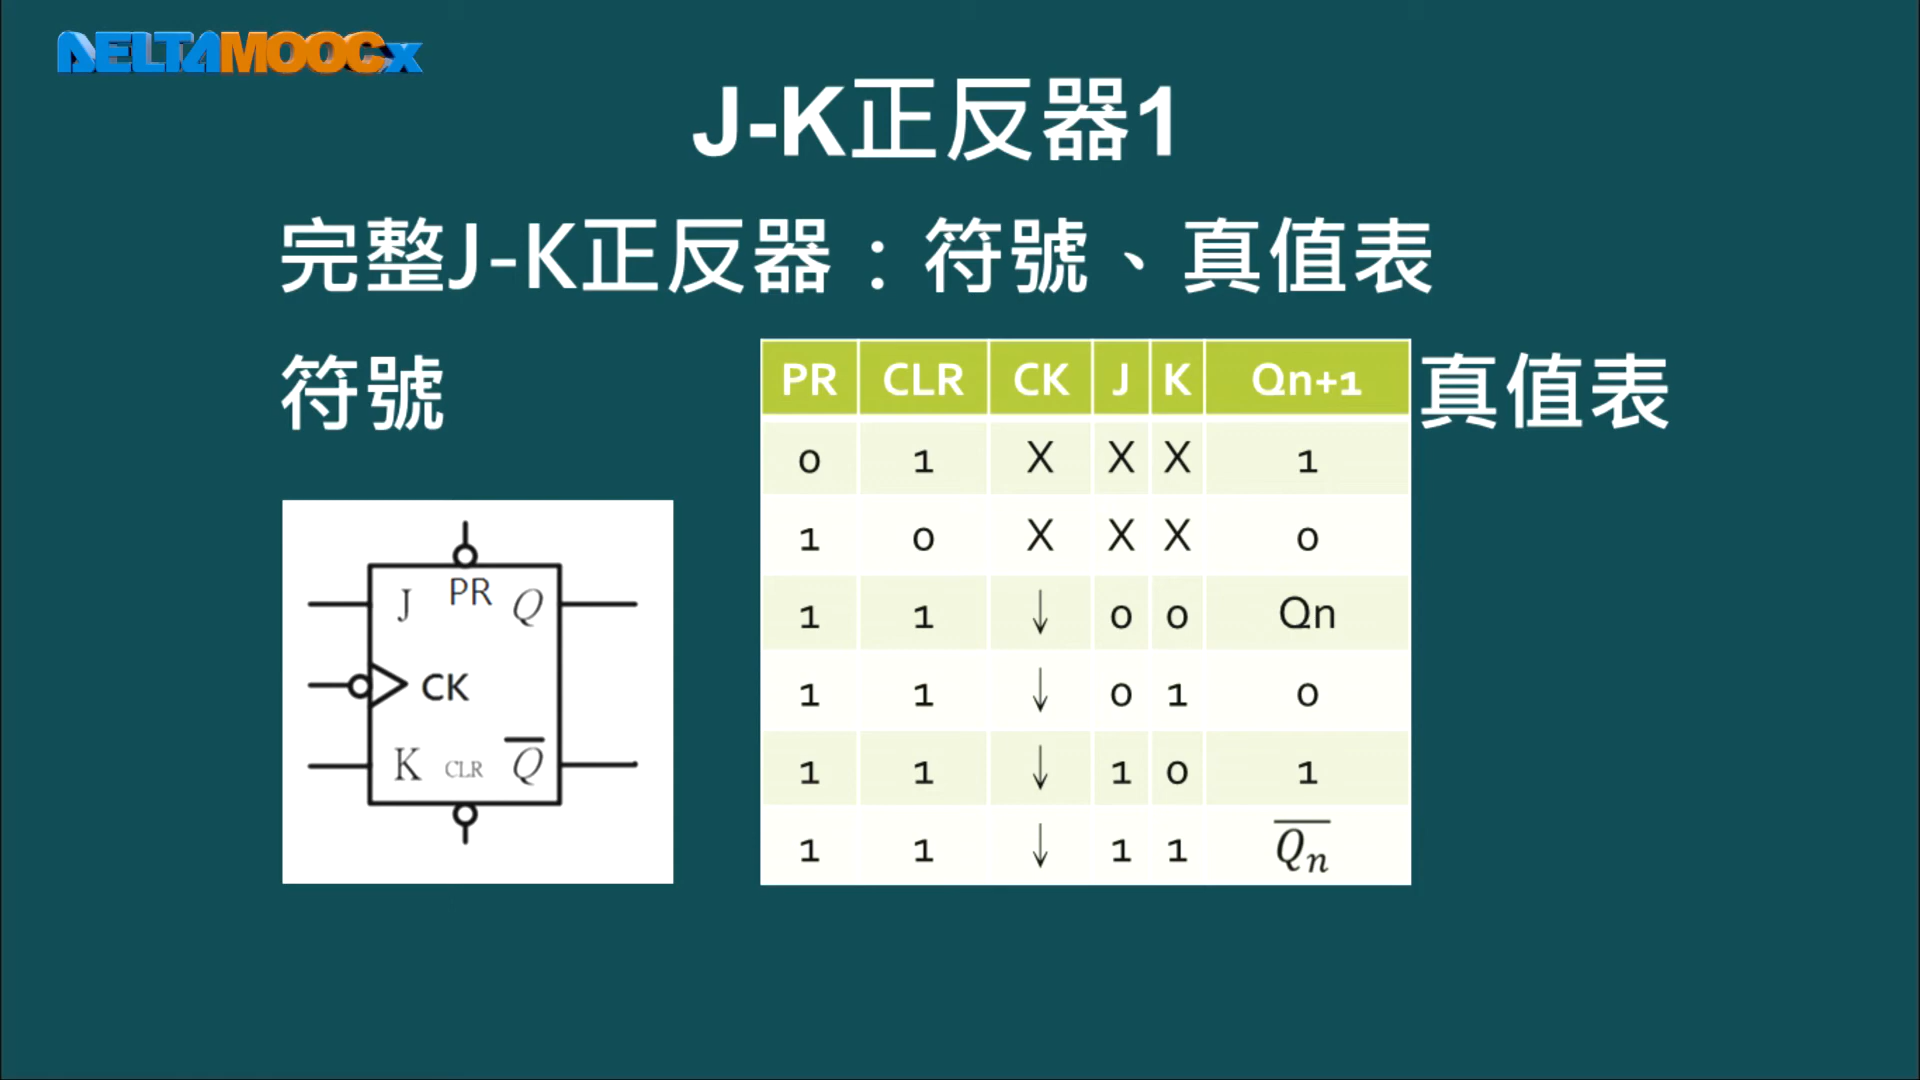 DELTAMOOCx
J-K正反器1
完整J-K正反器：符號、真值表
符號
真值表
J PR Q
CK
K CLR Q̅
PR CLR CK J K Qn+1
0 1 X X X 1
1 0 X X X 0
1 1 ↓ 0 0 Qn
1 1 ↓ 0 1 0
1 1 ↓ 1 0 1
1 1 ↓ 1 1 Q̅n